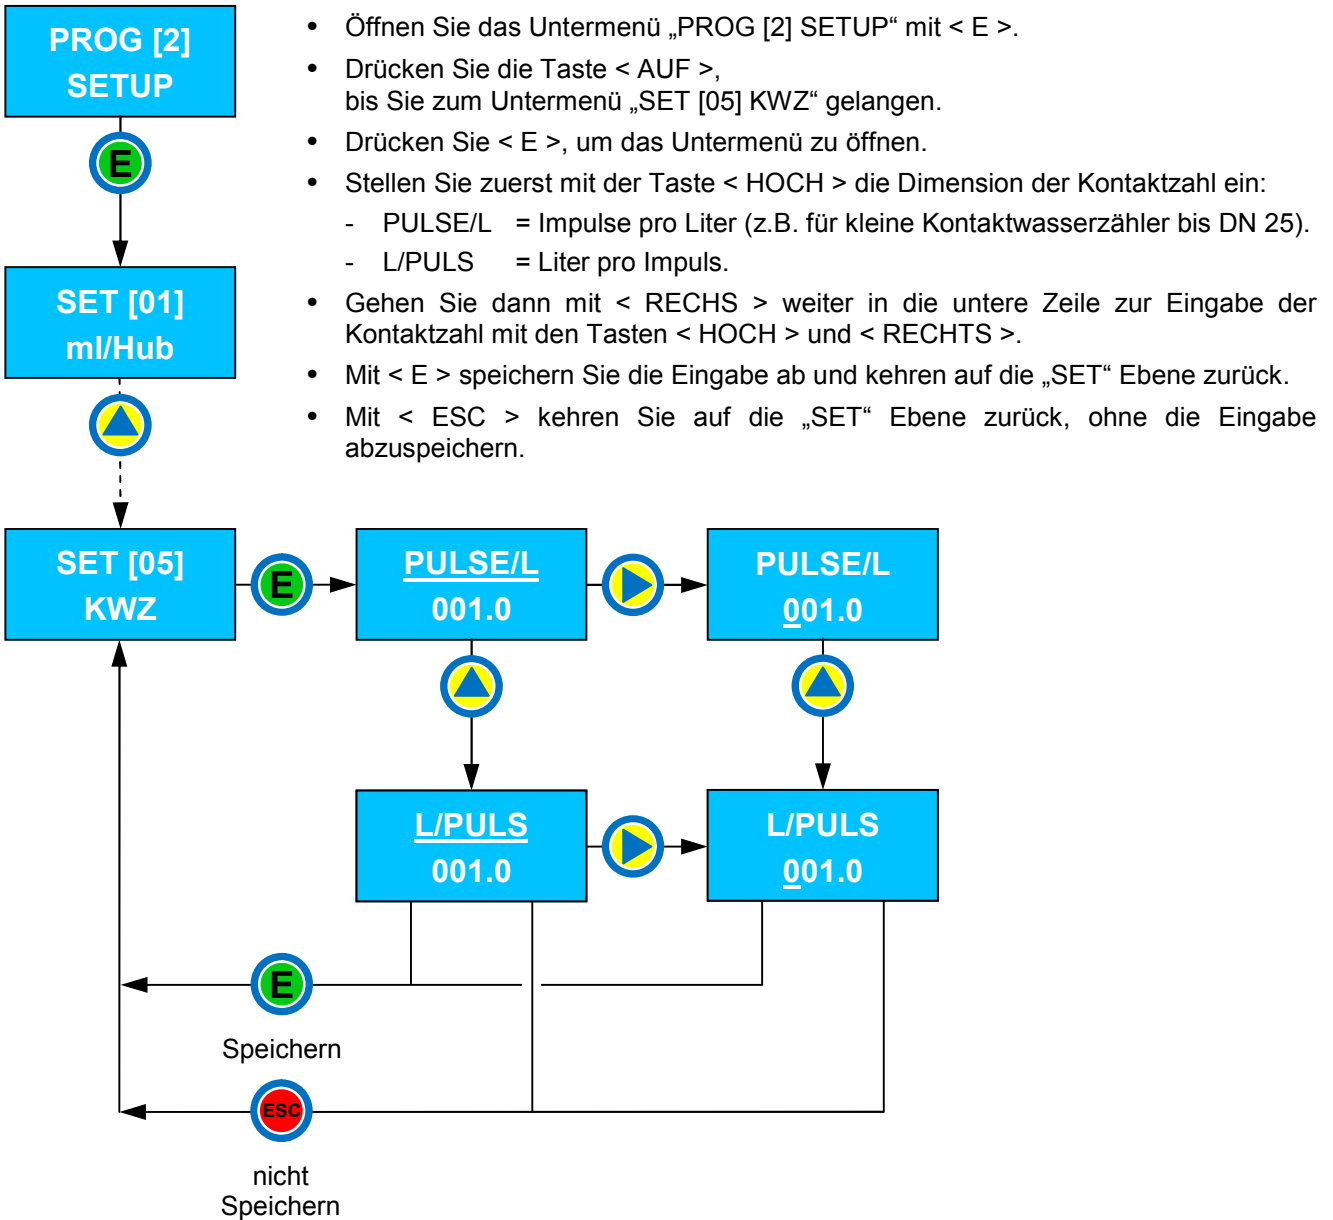 PROG [2]
SETUP
• Öffnen Sie das Untermenü „PROG [2] SETUP“ mit < E >.
• Drücken Sie die Taste < AUF >,
bis Sie zum Untermenü „SET [05] KWZ“ gelangen.
• Drücken Sie < E >, um das Untermenü zu öffnen.
• Stellen Sie zuerst mit der Taste < HOCH > die Dimension der Kontaktzahl ein:
- PULSE/L = Impulse pro Liter (z.B. für kleine Kontaktwasserzähler bis DN 25).
- L/PULS = Liter pro Impuls.
• Gehen Sie dann mit < RECHS > weiter in die untere Zeile zur Eingabe der
Kontaktzahl mit den Tasten < HOCH > und < RECHTS >.
• Mit < E > speichern Sie die Eingabe ab und kehren auf die „SET“ Ebene zurück.
• Mit < ESC > kehren Sie auf die „SET“ Ebene zurück, ohne die Eingabe
abzuspeichern.
E
SET [01]
ml/Hub
SET [05]
KWZ
E
PULSE/L
001.0
PULSE/L
001.0
L/PULS
001.0
L/PULS
001.0
E
Speichern
ESC
nicht
Speichern